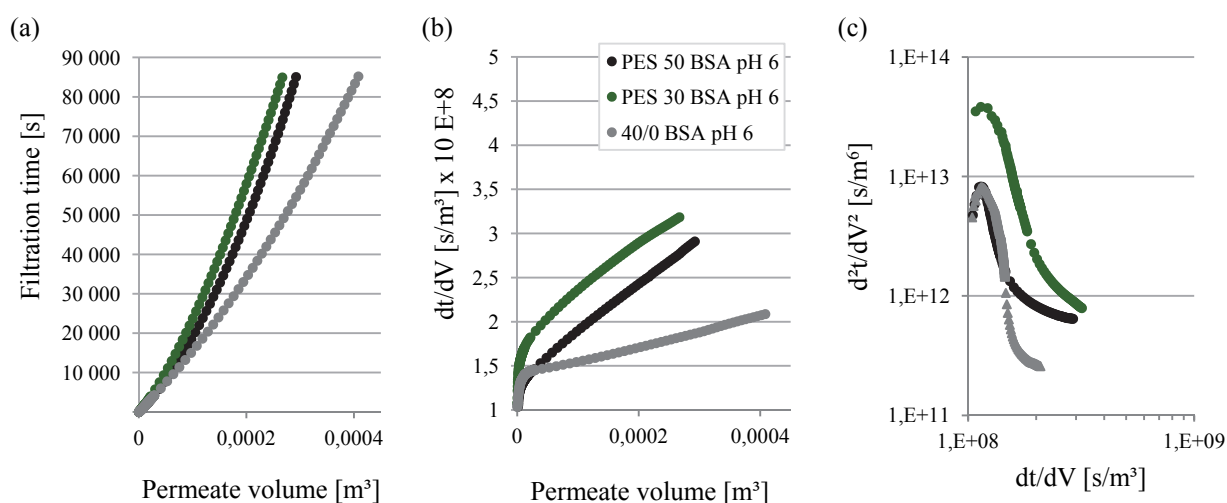 (a)
90 000
80 000
70 000
60 000
50 000
40 000
30 000
20 000
10 000
0
0,0002
0,0004
Filtration time [s]
Permeate volume [m³]
(b)
5
4,5
4
3,5
3
2,5
2
1,5
1
0
0,0002
0,0004
dt/dV [s/m³] x 10 E+8
Permeate volume [m³]
PES 50 BSA pH 6
PES 30 BSA pH 6
40/0 BSA pH 6
(c)
1,E+14
1,E+13
1,E+12
1,E+11
1,E+08
1,E+09
d²t/dV² [s/m⁶]
dt/dV [s/m³]